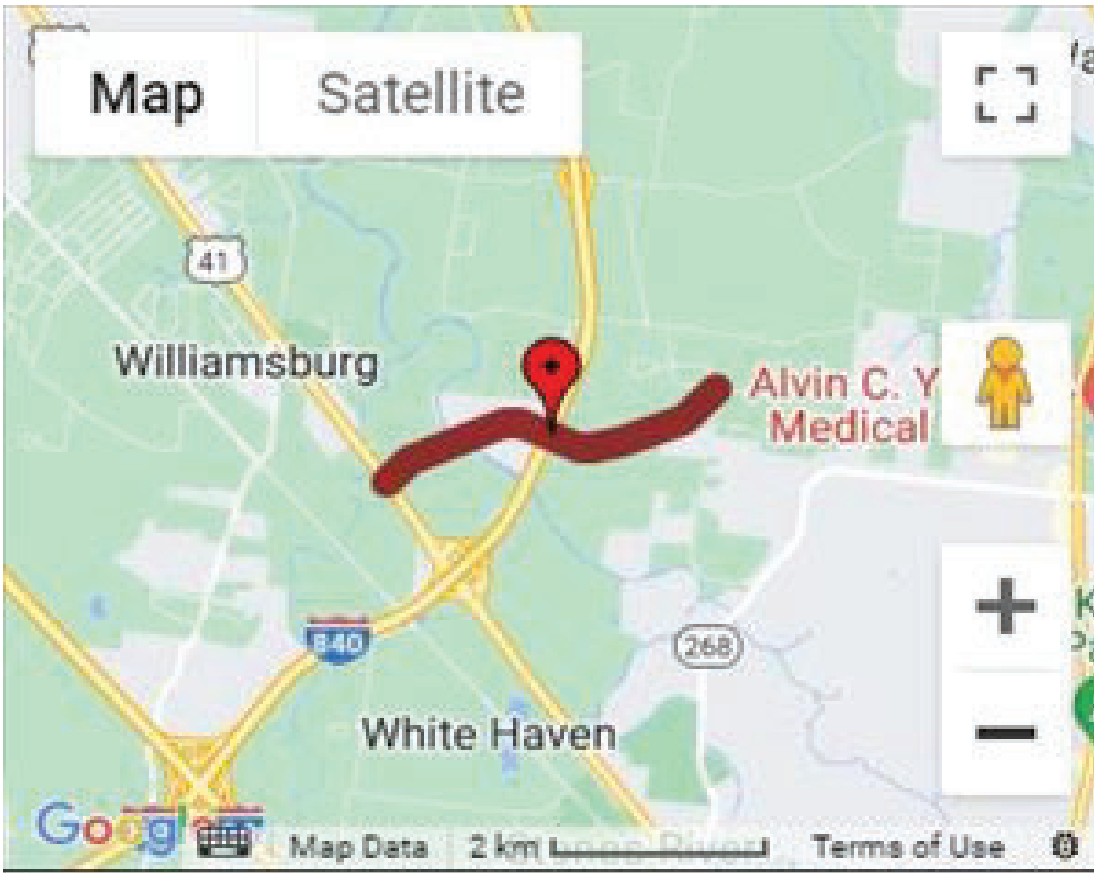 Map
Satellite
41
Williamsburg
Alvin C. Y
Medical
840
268
White Haven
Google
Map Data
2 km
Terms of Use